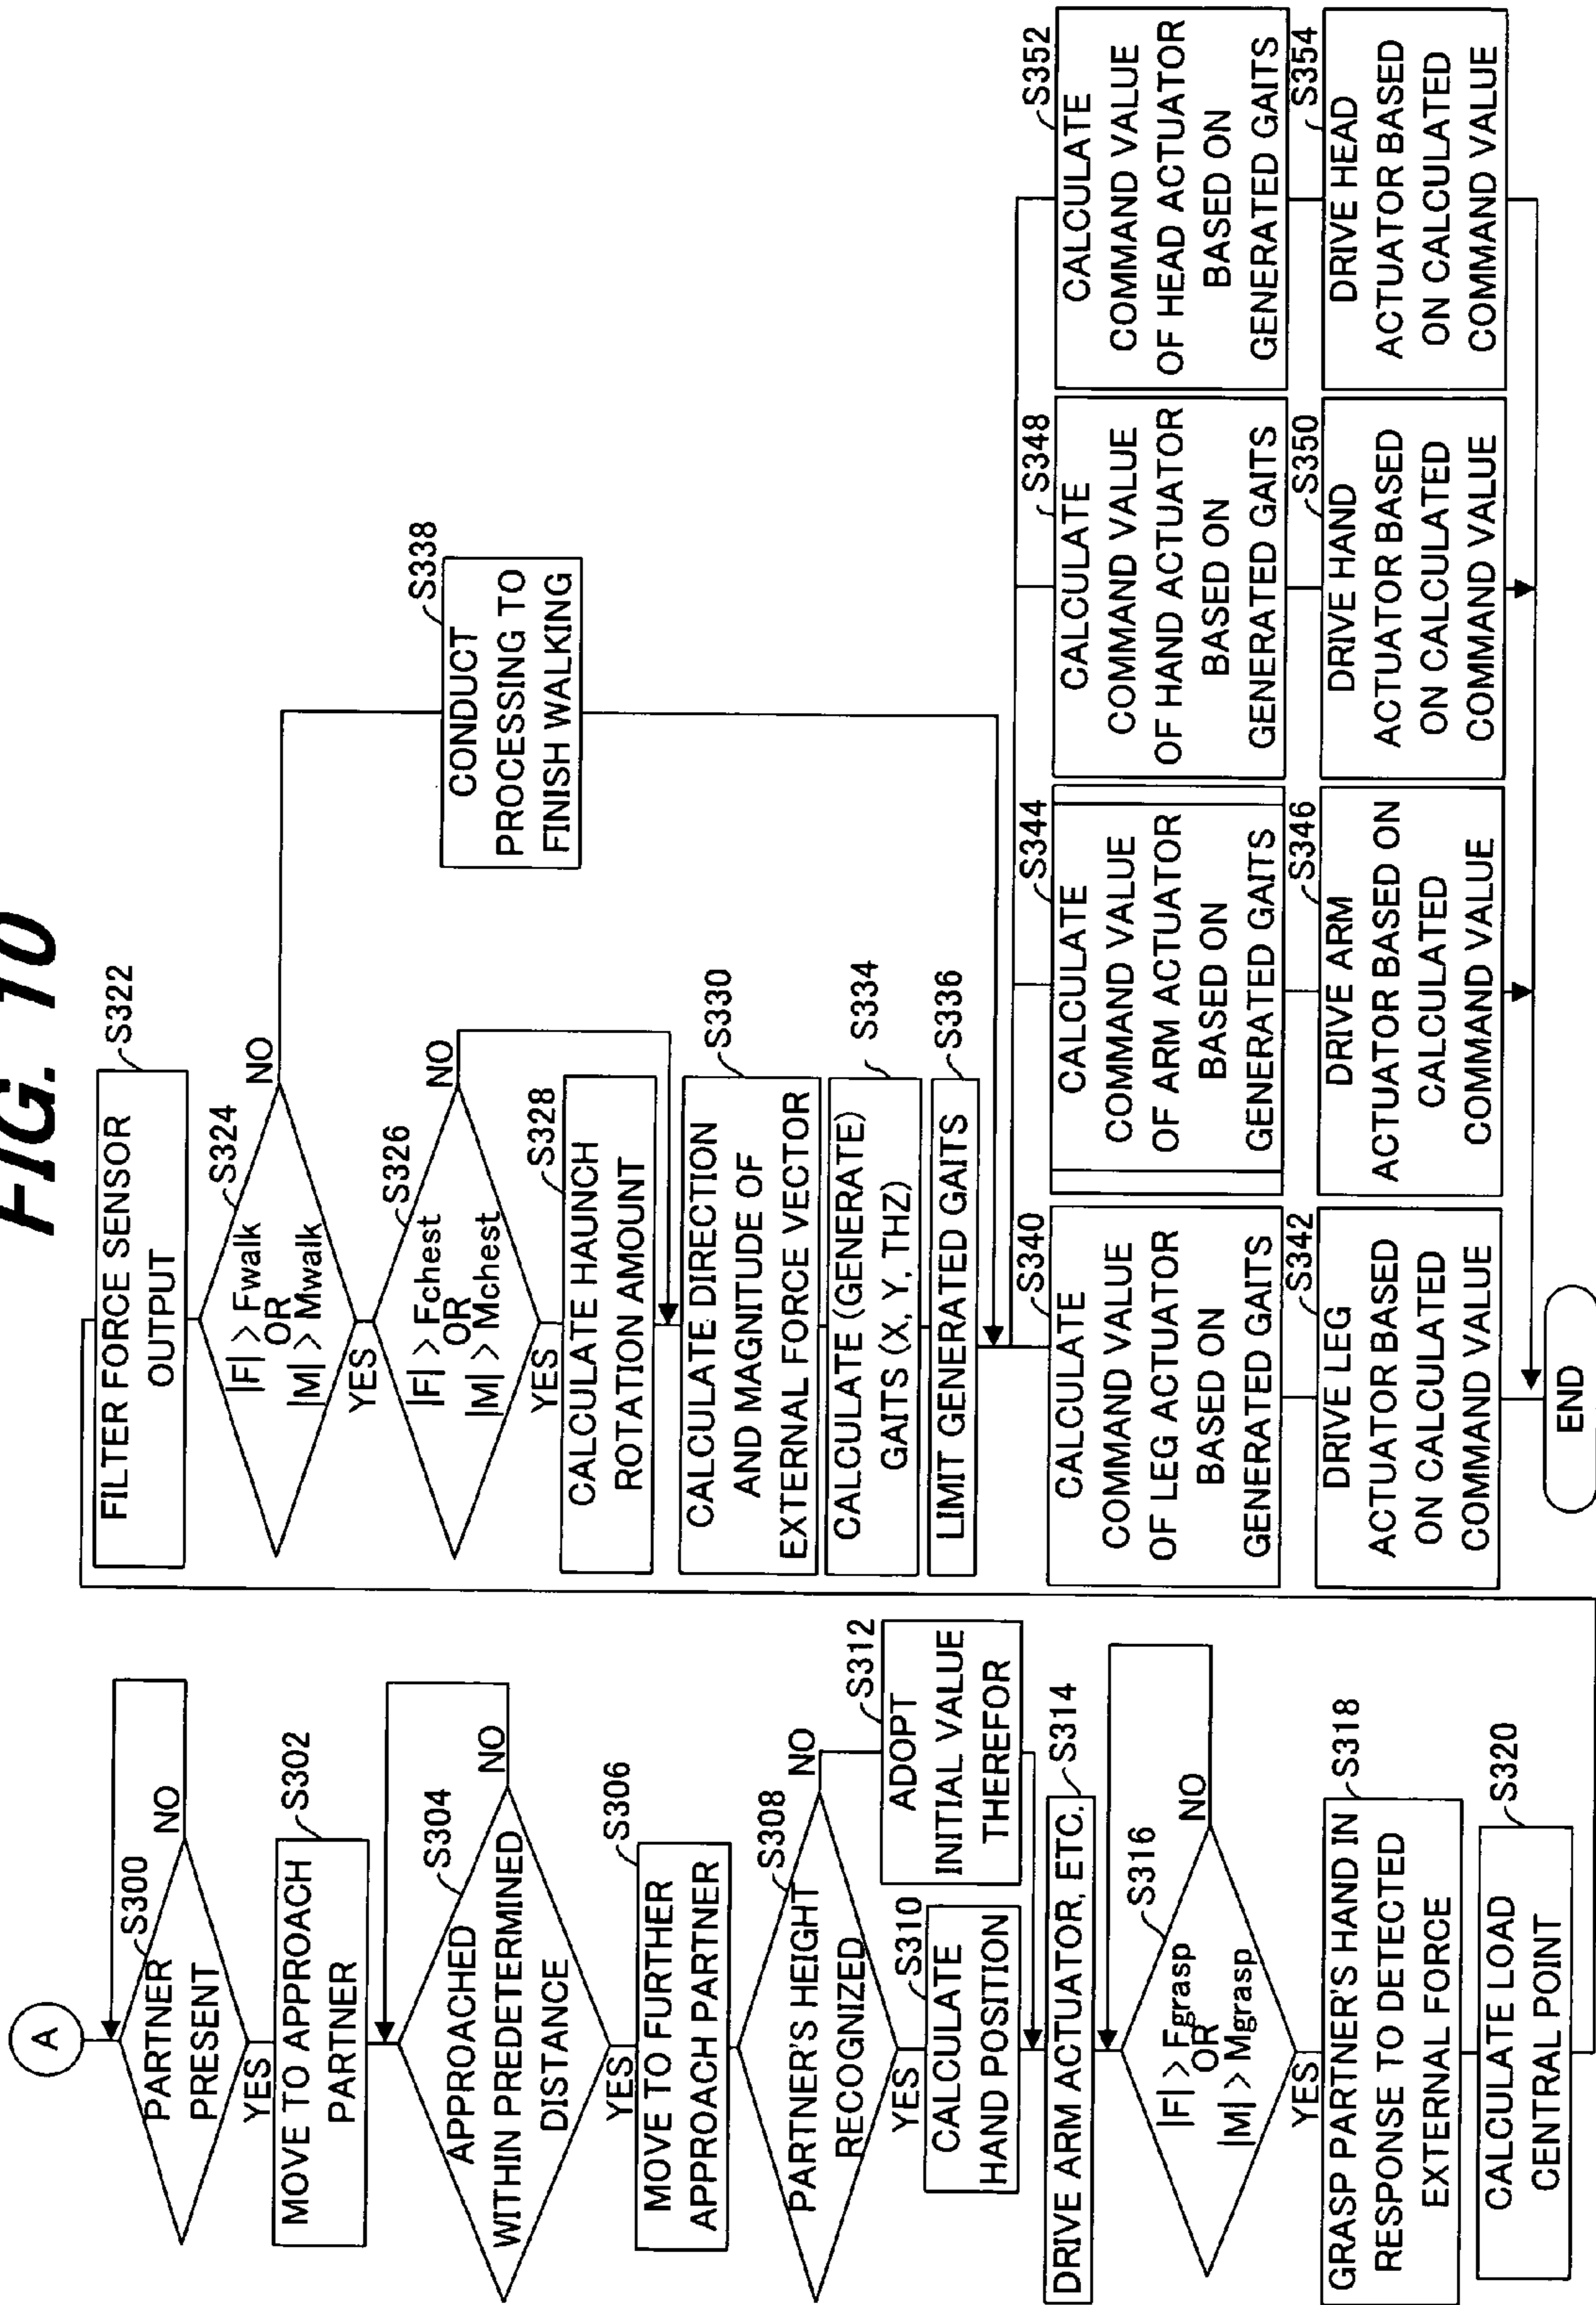 FIG. 10
A
S300
PARTNER
PRESENT
NO
YES
S302
MOVE TO APPROACH
PARTNER
S304
APPROACHED
WITHIN PREDETERMINED
DISTANCE
NO
YES
S306
MOVE TO FURTHER
APPROACH PARTNER
S308
PARTNER'S HEIGHT
RECOGNIZED
NO
YES
S310
CALCULATE
HAND POSITION
S312
ADOPT
INITIAL VALUE
THEREFOR
S314
DRIVE ARM ACTUATOR, ETC.
S316
|F| > Fgrasp
OR
|M| > Mgrasp
NO
YES
S318
GRASP PARTNER'S HAND IN
RESPONSE TO DETECTED
EXTERNAL FORCE
S320
CALCULATE LOAD
CENTRAL POINT
S322
FILTER FORCE SENSOR
OUTPUT
S324
|F| > Fwalk
OR
|M| > Mwalk
NO
YES
S326
|F| > Fchest
OR
|M| > Mchest
NO
YES
S328
CALCULATE HAUNCH
ROTATION AMOUNT
S330
CALCULATE DIRECTION
AND MAGNITUDE OF
EXTERNAL FORCE VECTOR
S334
CALCULATE (GENERATE)
GAITS (X, Y, THZ)
S336
LIMIT GENERATED GAITS
S338
CONDUCT
PROCESSING TO
FINISH WALKING
S340
CALCULATE
COMMAND VALUE
OF LEG ACTUATOR
BASED ON
GENERATED GAITS
S342
DRIVE LEG
ACTUATOR BASED
ON CALCULATED
COMMAND VALUE
S344
CALCULATE
COMMAND VALUE
OF ARM ACTUATOR
BASED ON
GENERATED GAITS
S346
DRIVE ARM
ACTUATOR BASED ON
CALCULATED
COMMAND VALUE
S348
CALCULATE
COMMAND VALUE
OF HAND ACTUATOR
BASED ON
GENERATED GAITS
S350
DRIVE HAND
ACTUATOR BASED
ON CALCULATED
COMMAND VALUE
S352
CALCULATE
COMMAND VALUE
OF HEAD ACTUATOR
BASED ON
GENERATED GAITS
S354
DRIVE HEAD
ACTUATOR BASED
ON CALCULATED
COMMAND VALUE
END